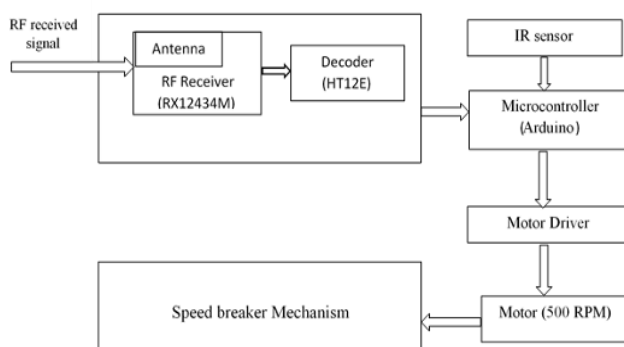 RF received
signal
Antenna
RF Receiver
(RX12434M)
Decoder
(HT12E)
IR sensor
Microcontroller
(Arduino)
Motor Driver
Motor (500 RPM)
Speed breaker Mechanism